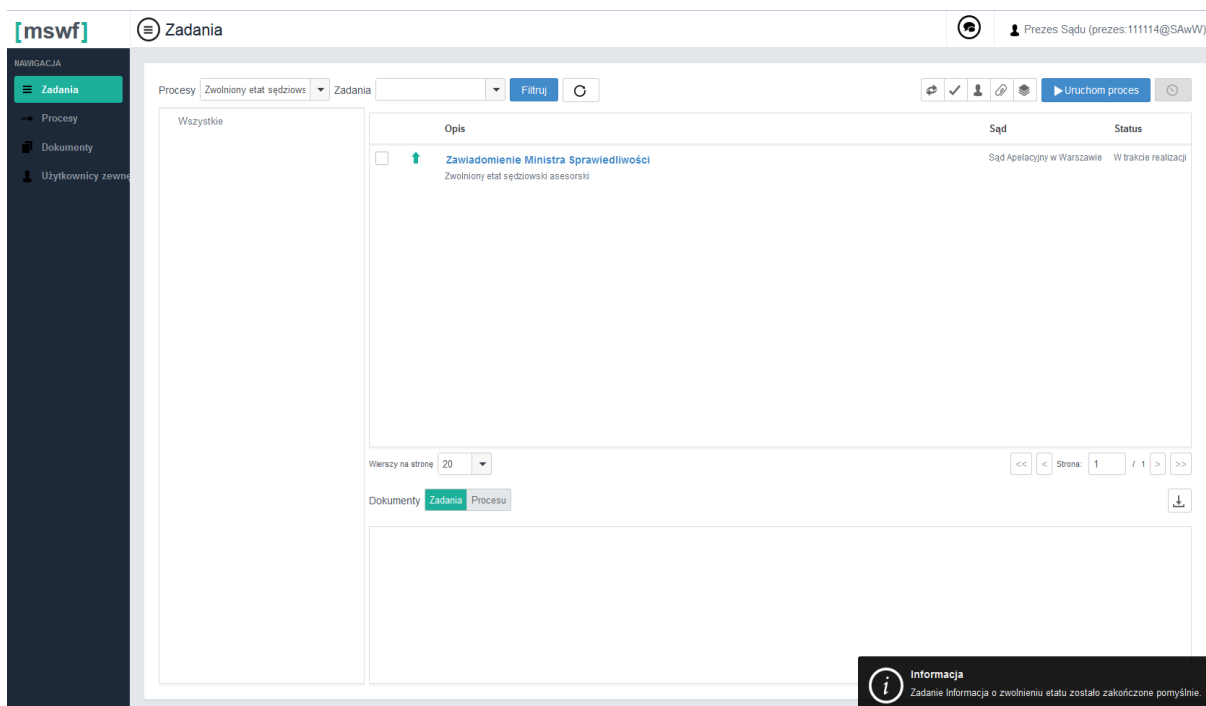 [mswf]
Zadania
Prezes Sądu (prezes:111114@SAwW)
NAWIGACJA
Zadania
Procesy
Dokumenty
Użytkownicy zewnę
Procesy Zwolniony etat sędziows Zadania Filtruj
Uruchom proces
Wszystkie
Opis Sąd Status
Zawiadomienie Ministra Sprawiedliwości Sąd Apelacyjny w Warszawie W trakcie realizacji
Zwolniony etat sędziowski asesorski
Wierszy na stronę 20 << < Strona: 1 / 1 > >>
Dokumenty Zadania Procesu
Informacja
Zadanie Informacja o zwolnieniu etatu zostało zakończone pomyślnie.